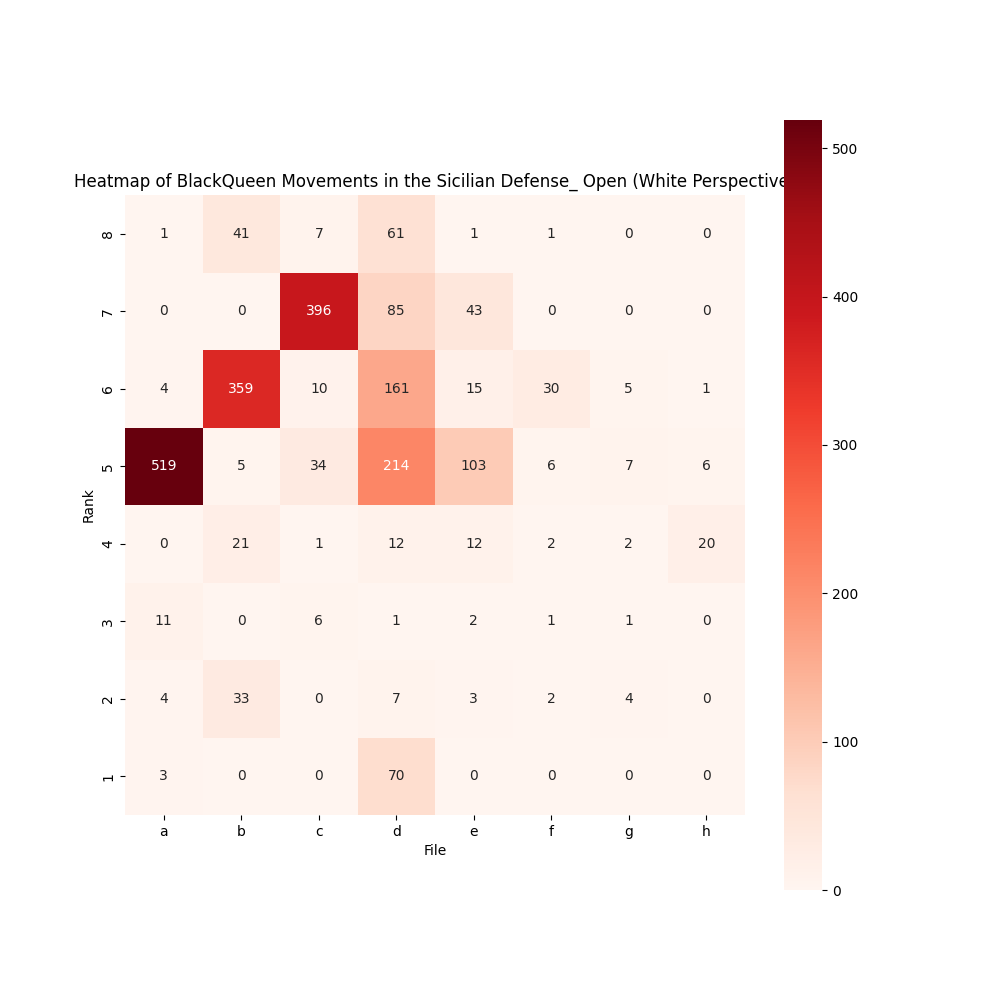 Heatmap of BlackQueen Movements in the Sicilian Defense_ Open (White Perspective
500
8 1 41 7 61 1 1 0 0
7 0 0 396 85 43 0 0 0
400
6 4 359 10 161 15 30 5 1
300
5 519 5 34 214 103 6 7 6
Rank
4 0 21 1 12 12 2 2 20
200
3 11 0 6 1 2 1 1 0
2 4 33 0 7 3 2 4 0
100
1 3 0 0 70 0 0 0 0
a b c d e f g h
File
0